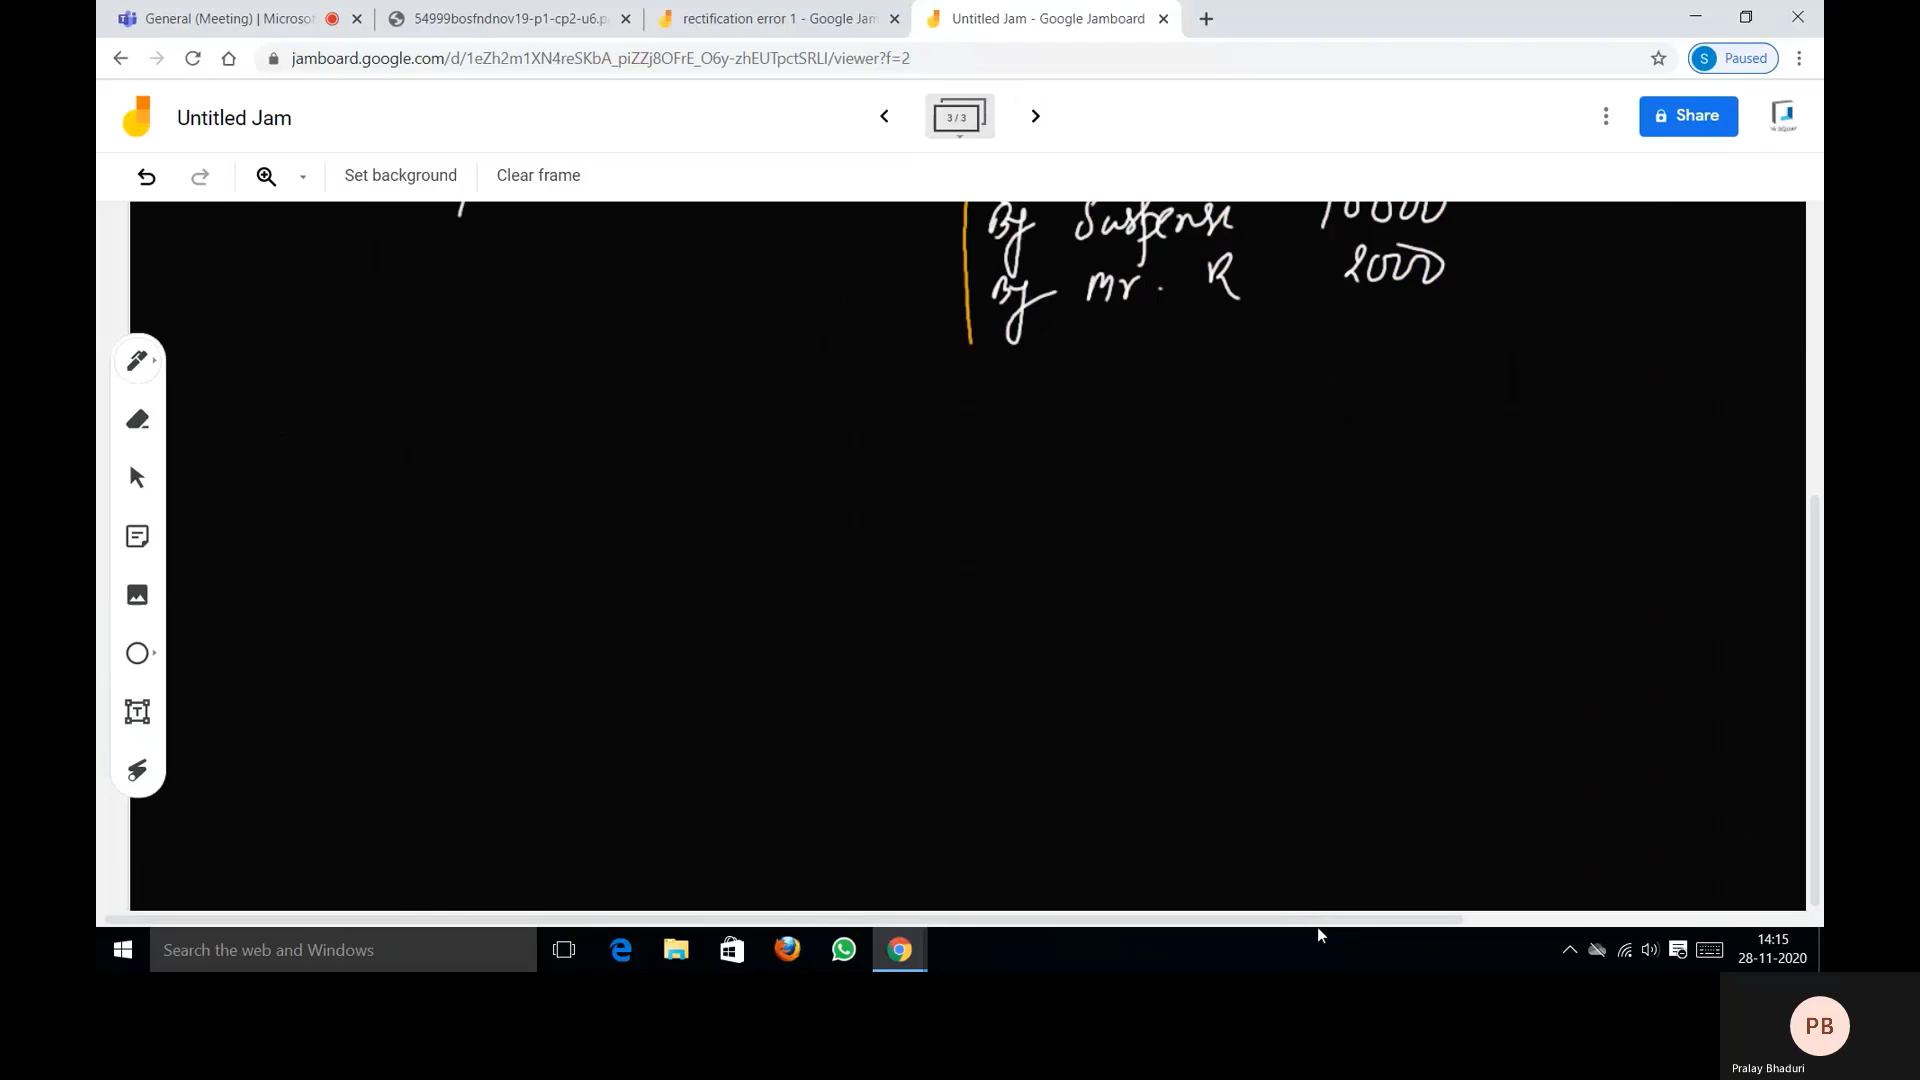 General (Meeting) | Microso
54999bosfndnov19-p1-cp2-u6.p
rectification error 1 - Google Jam
Untitled Jam - Google Jamboard
jamboard.google.com/d/1eZh2m1XN4reSKbA_piZZj8OFrE_O6y-zhEUTpctSRLI/viewer?f=2
S Paused
Untitled Jam
3 / 3
Share
Set background
Clear frame
By Suspense 10000
By Mr. R 2000
Search the web and Windows
14:15
28-11-2020
PB
Pralay Bhaduri